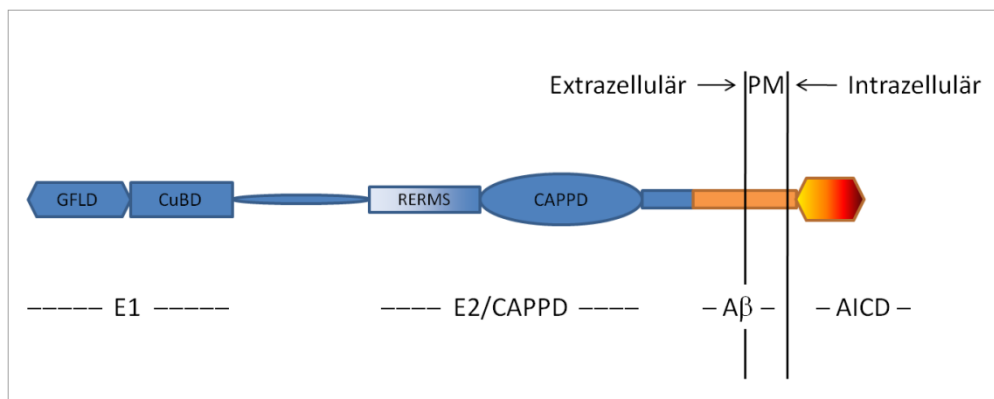 Extrazellulär → PM ← Intrazellulär
GFLD CuBD RERMS CAPPD
––––– E1 ––––– –––– E2/CAPPD –––– – Aβ – – AICD –